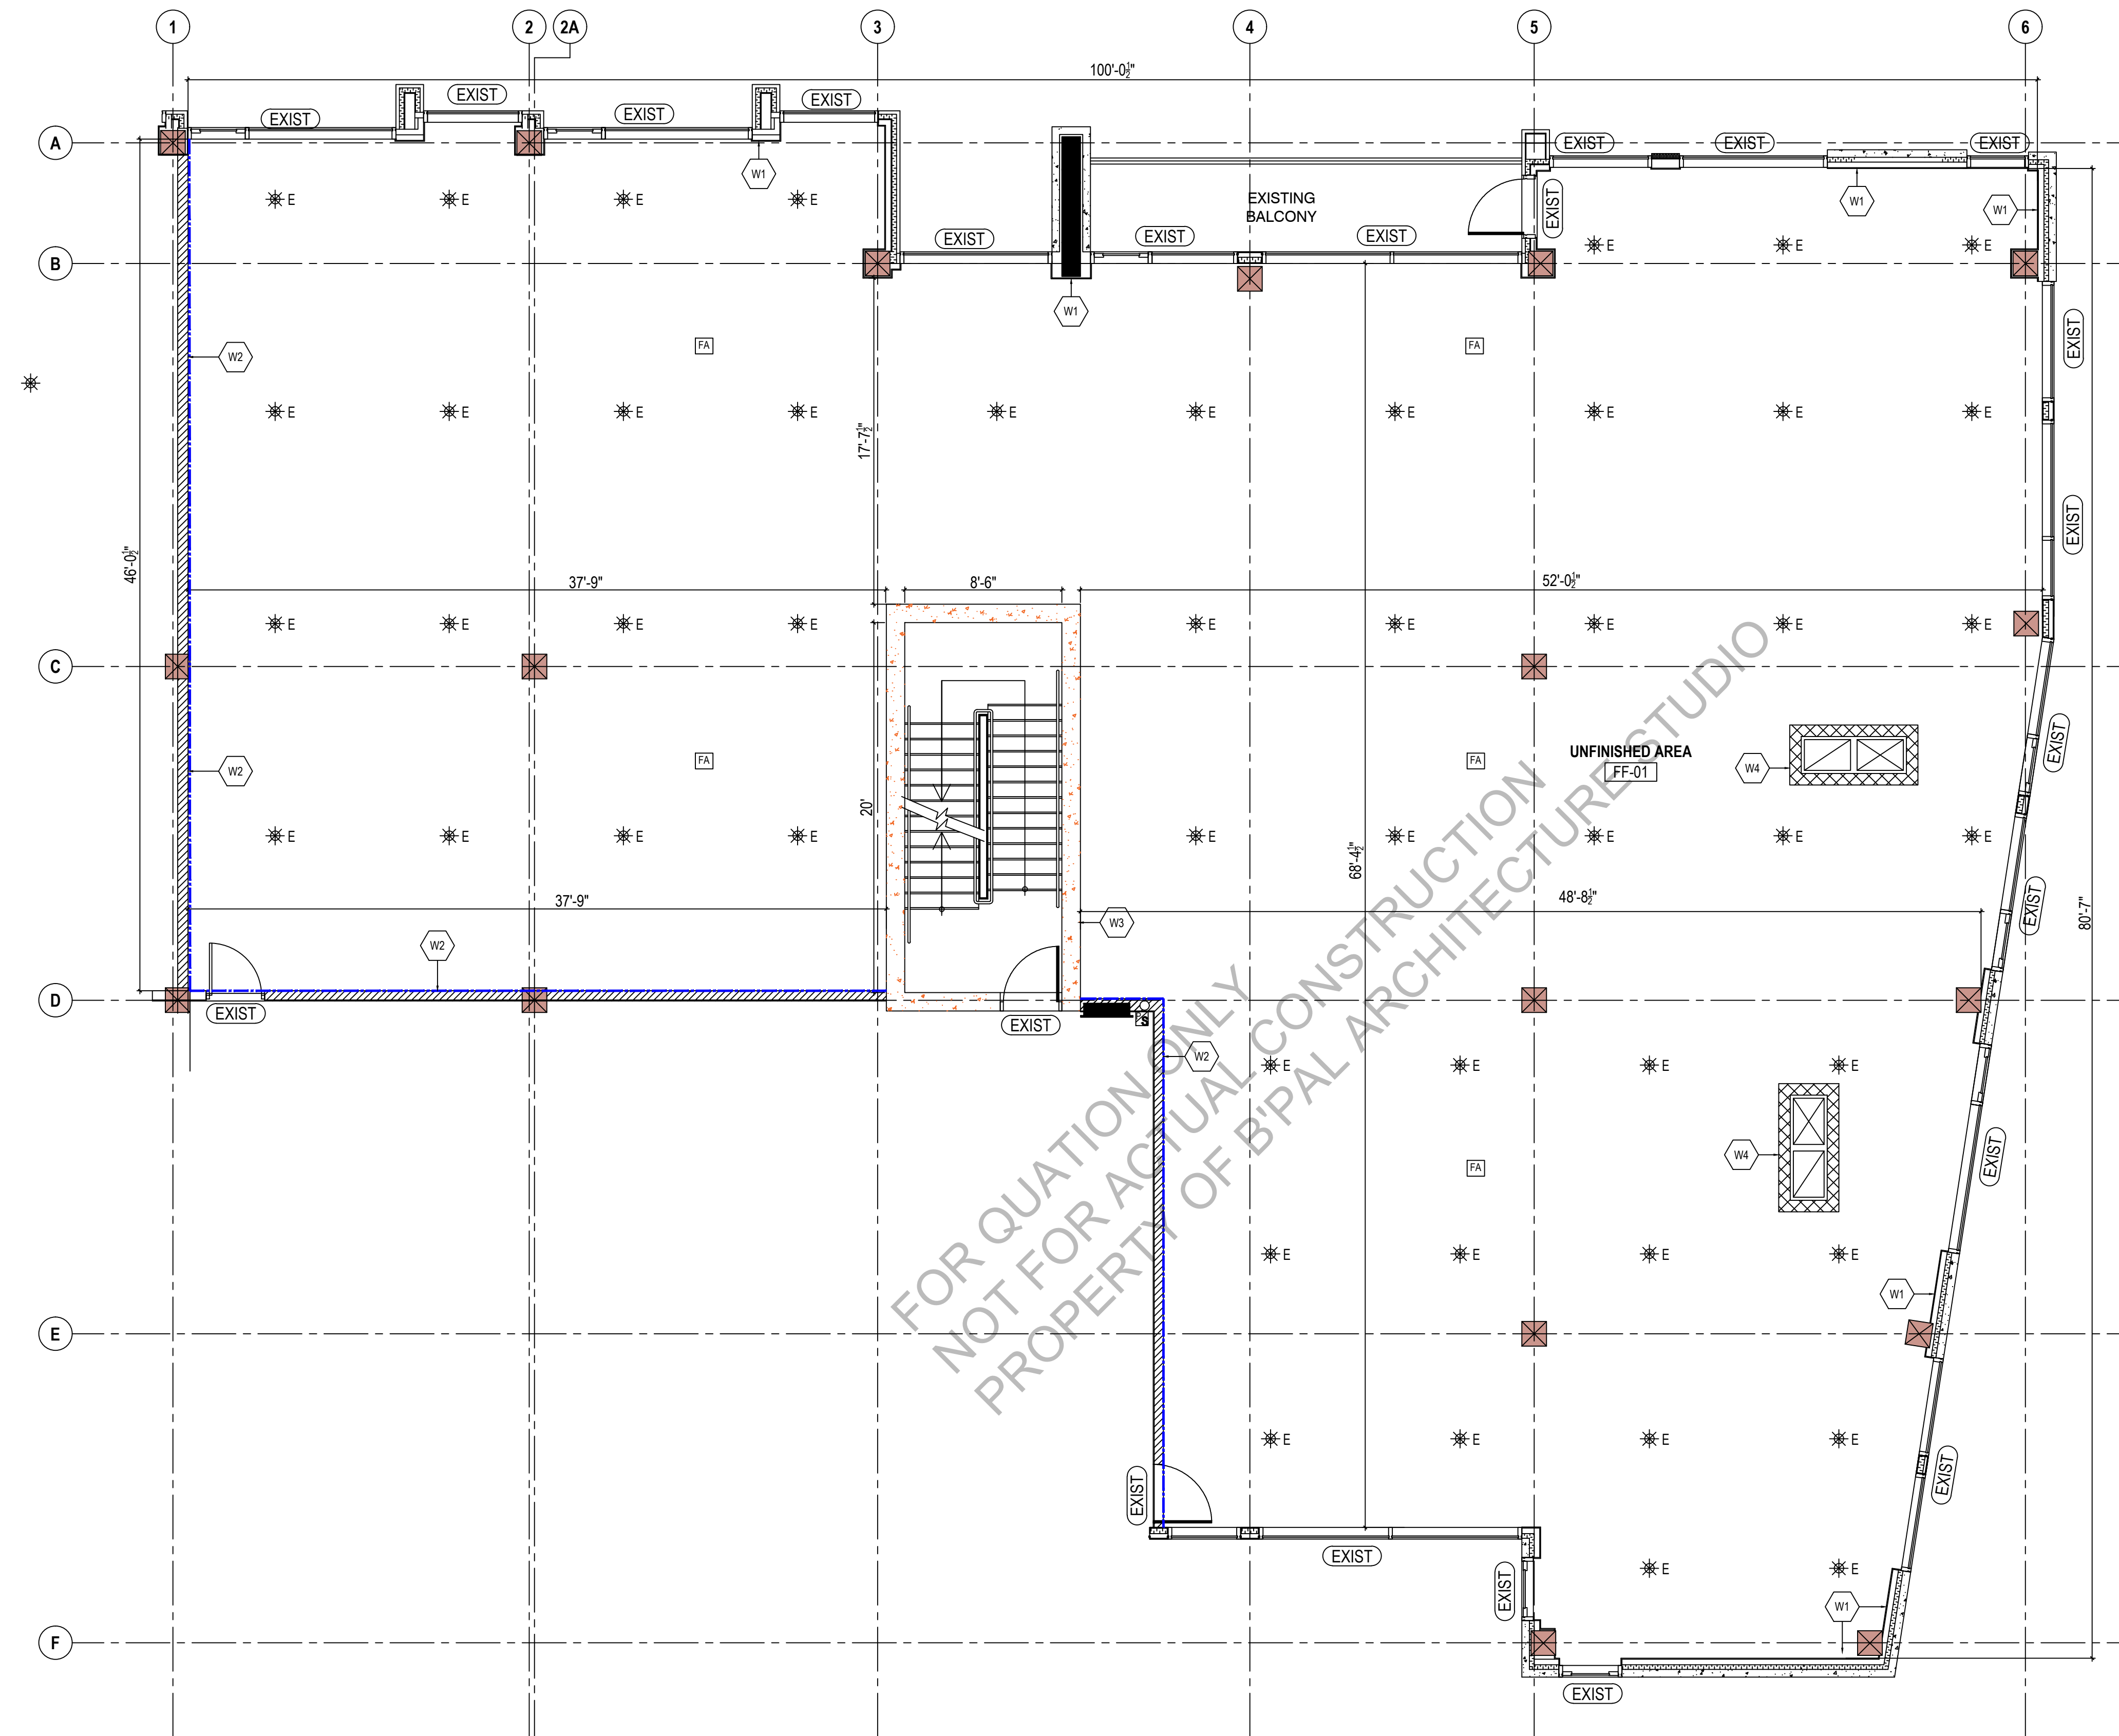 1 2 2A 3 4 5 6
100'-0½"
EXIST EXIST EXIST EXIST
EXIST EXIST EXIST
A
W1 W1 W1
E E E E
EXISTING
BALCONY
EXIST
EXIST EXIST EXIST
E E E
B
W1
EXIST
W2
FA FA
E E E E E E E E E E
17'-7½"
EXIST
46'-0½"
37'-9" 8'-6" 52'-0½"
E E E E E E E E E
C
EXIST
W2
FA FA
UNFINISHED AREA
FF-01
W4
20'
E E E E E E E E E
68'-4½"
37'-9" 48'-8½"
EXIST
80'-7"
W2 W3
D
EXIST EXIST
S
W2
E E E E
EXIST
W4
FA
E E E E
W1
E
E E E E
EXIST
EXIST
EXIST
E E
EXIST
W1
F
EXIST
FOR QUATION ONLY
NOT FOR ACTUAL CONSTRUCTION
PROPERTY OF B'PAL ARCHITECTURE STUDIO